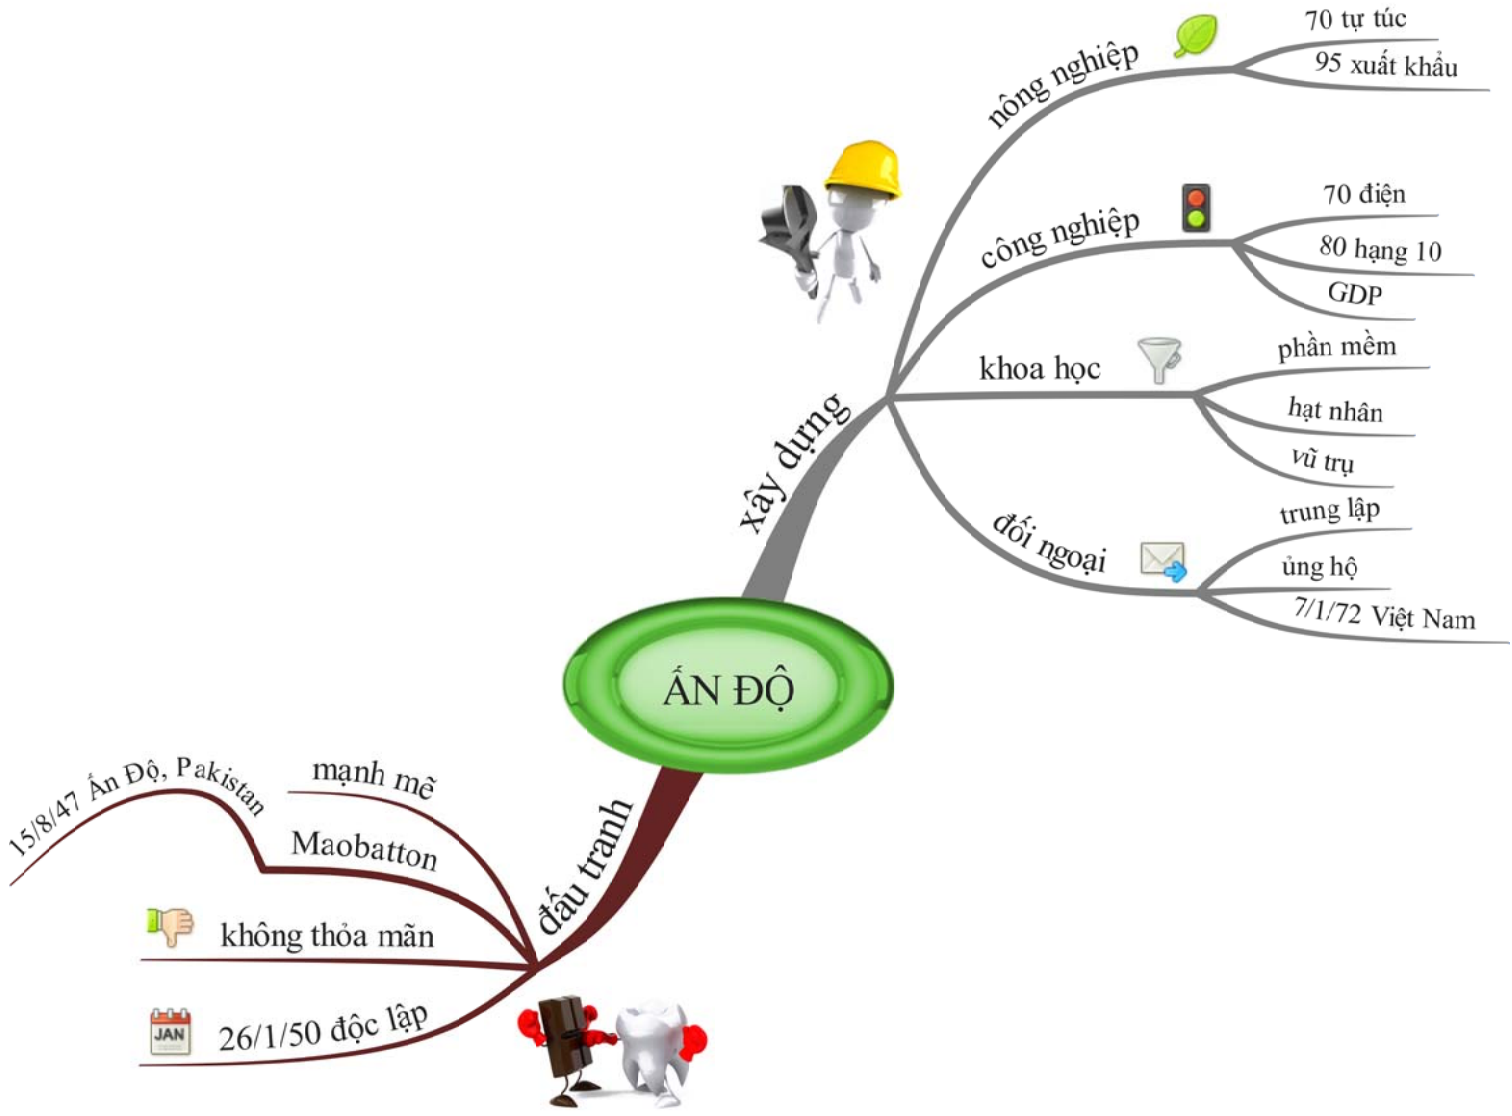 ẤN ĐỘ
xây dựng
nông nghiệp
70 tự túc
95 xuất khẩu
công nghiệp
70 điện
80 hạng 10
GDP
khoa học
phần mềm
hạt nhân
vũ trụ
đối ngoại
trung lập
ủng hộ
7/1/72 Việt Nam
đấu tranh
mạnh mẽ
Maobatton
15/8/47 Ấn Độ, Pakistan
không thỏa mãn
26/1/50 độc lập
JAN